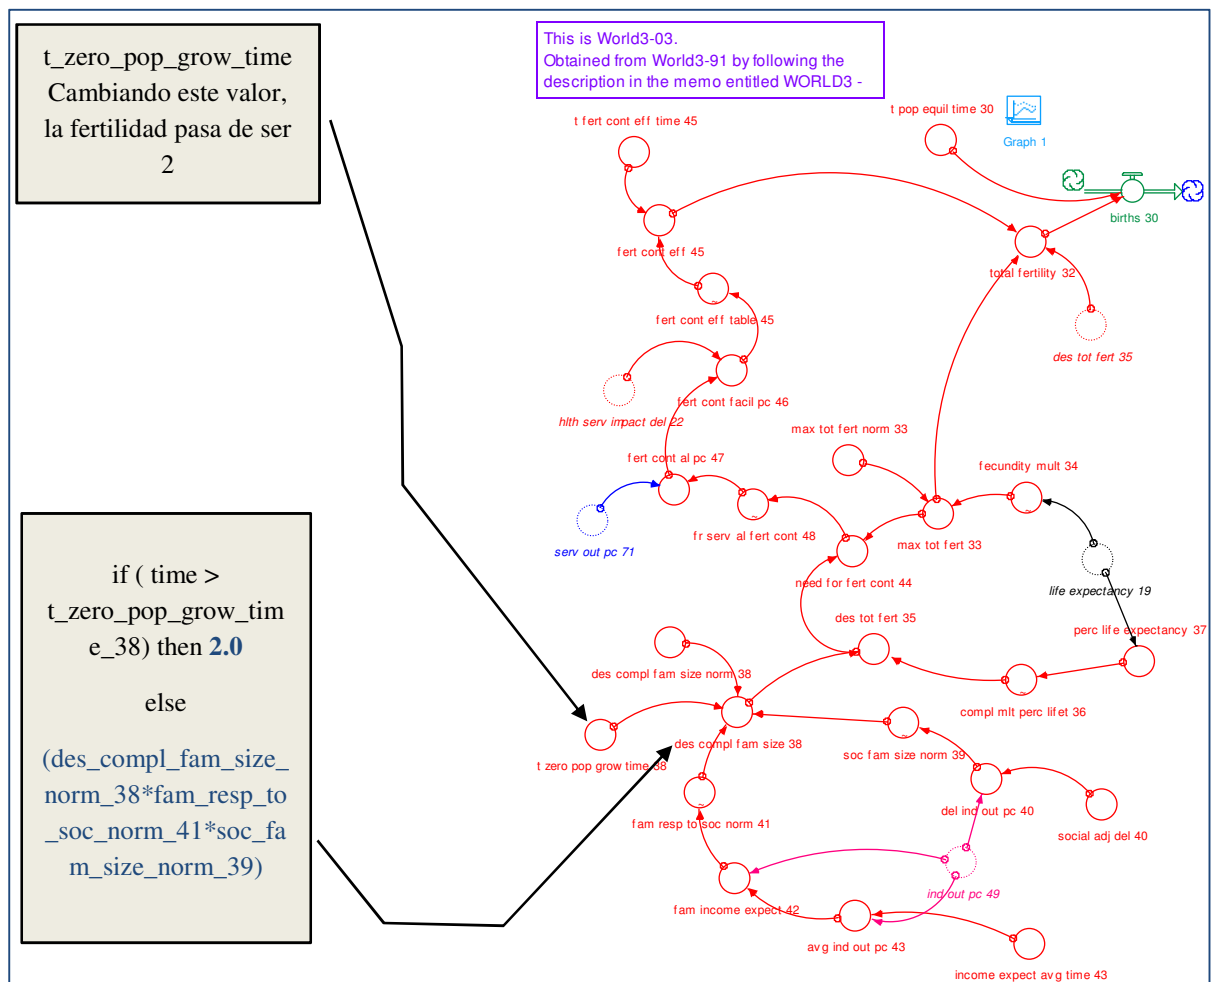 t_zero_pop_grow_time
Cambiando este valor,
la fertilidad pasa de ser
2
This is World3-03.
Obtained from World3-91 by following the
description in the memo entitled WORLD3 -
t fert cont eff time 45
t pop equil time 30
Graph 1
births 30
fert cont eff 45
total fertility 32
fert cont eff table 45
des tot fert 35
hlth serv impact del 22
fert cont facil pc 46
max tot fert norm 33
fert cont al pc 47
fecundity mult 34
serv out pc 71
fr serv al fert cont 48
max tot fert 33
need for fert cont 44
life expectancy 19
if ( time >
t_zero_pop_grow_tim
e_38) then 2.0
else
(des_compl_fam_size_
norm_38*fam_resp_to
_soc_norm_41*soc_fa
m_size_norm_39)
des tot fert 35
perc life expectancy 37
des compl fam size norm 38
compl mlt perc lifet 36
des compl fam size 38
soc fam size norm 39
t zero pop grow time 38
fam resp to soc norm 41
del ind out pc 40
social adj del 40
ind out pc 49
fam income expect 42
avg ind out pc 43
income expect avg time 43